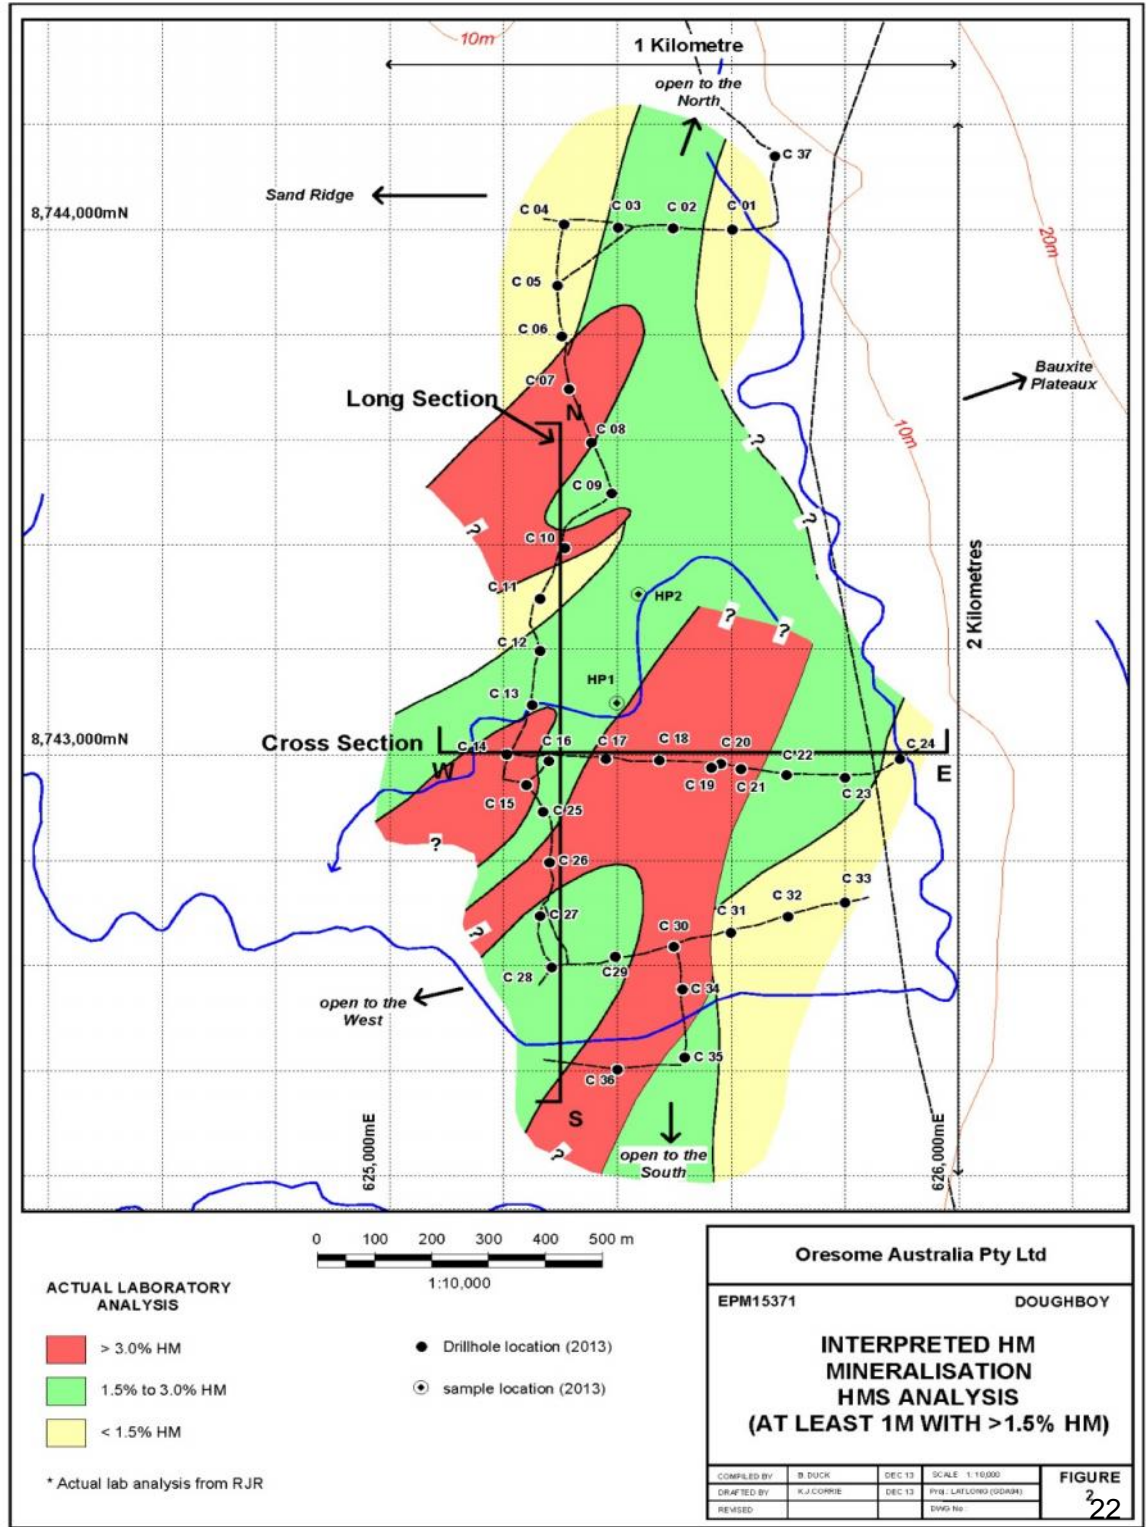 10m
1 Kilometre
open to the
North
C 37
Sand Ridge
8,744,000mN
C 04
C 03
C 02
C 01
20m
C 05
C 06
Bauxite
Plateaux
C 07
Long Section
N
10m
C 08
?
C 09
?
?
C 10
2 Kilometres
C 11
HP2
?
?
C 12
HP1
C 13
8,743,000mN
Cross Section
C 14
C 16
C 17
C 18
C 20
C 22
C 24
W
E
C 15
C 19
C 21
C 23
C 25
?
C 26
C 33
C 32
C 27
C 31
?
C 30
C 28
C29
C 34
open to the
West
C 35
C 36
S
625,000mE
626,000mE
?
open to the
South
0 100 200 300 400 500 m
1:10,000
ACTUAL LABORATORY
ANALYSIS
> 3.0% HM
1.5% to 3.0% HM
< 1.5% HM
Drillhole location (2013)
sample location (2013)
* Actual lab analysis from RJR
Oresome Australia Pty Ltd
EPM15371 DOUGHBOY
INTERPRETED HM
MINERALISATION
HMS ANALYSIS
(AT LEAST 1M WITH >1.5% HM)
COMPILED BY B. DUCK DEC 13 SCALE 1:10,000
DRAFTED BY K.J.CORRIE DEC 13 Proj.: LATLONG (GDA94)
REVISED DWG No
FIGURE
2
22